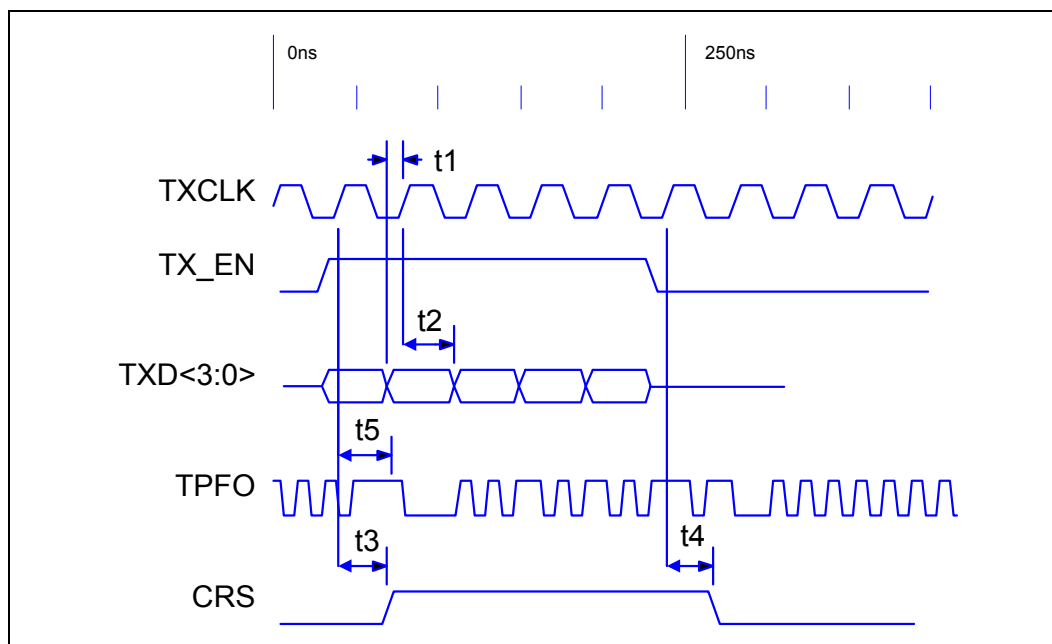 0ns 250ns
t1
TXCLK
TX_EN
t2
TXD<3:0>
t5
TPFO
t3 t4
CRS